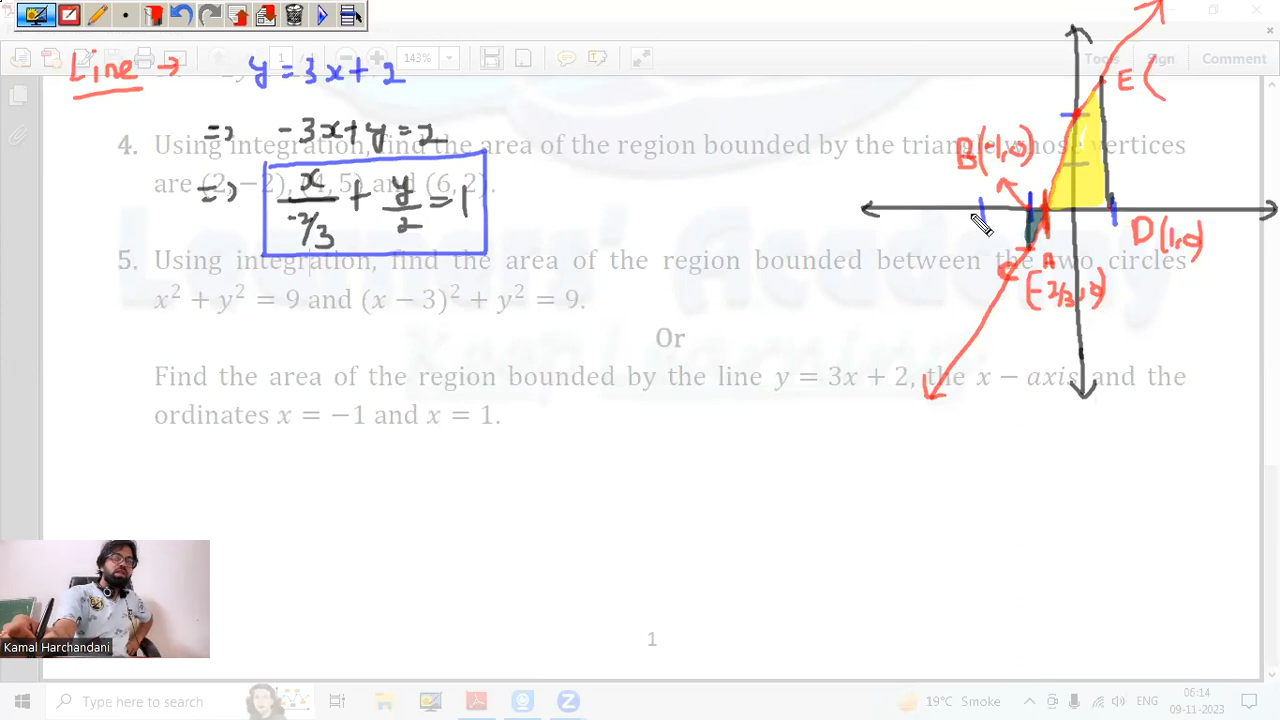 143%
1
Tools
Sign
Comment
Line → y = 3x + 2
⇒ -3x + y = 2
⇒ x/(-2/3) + y/2 = 1
4. Using integration, find the area of the region bounded by the triangle whose vertices
are (2, −2), (4, 5) and (6, 2).
5. Using integration, find the area of the region bounded between the two circles
x² + y² = 9 and (x − 3)² + y² = 9.
Or
Find the area of the region bounded by the line y = 3x + 2, the x − axis and the
ordinates x = −1 and x = 1.
E (
B(-1, 0)
D(1, 0)
A
(-2/3, 0)
C
1
Kamal Harchandani
Type here to search
19°C Smoke
ENG
06:14
09-11-2023